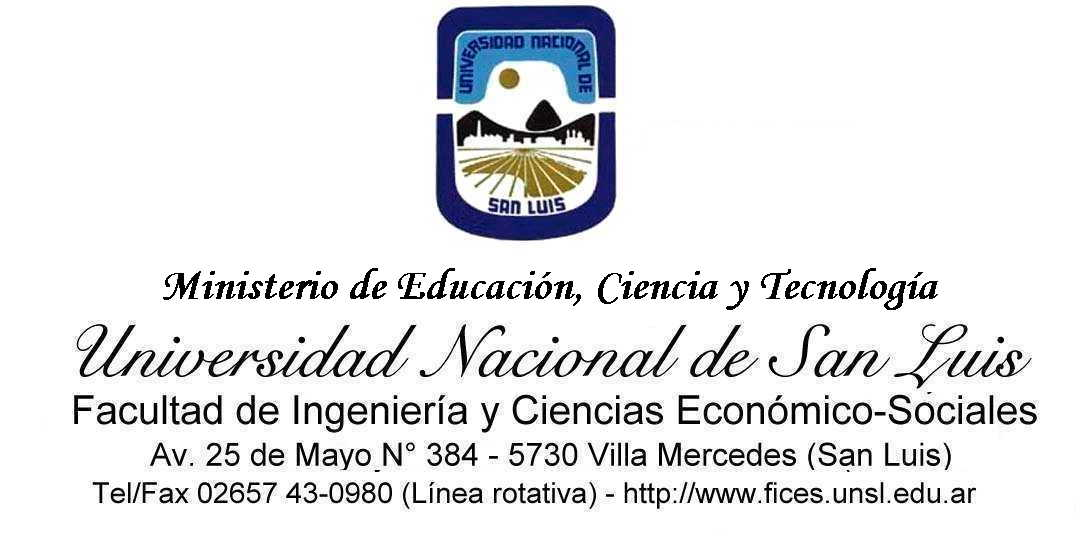 UNIVERSIDAD NACIONAL DE
SAN LUIS
Ministerio de Educación, Ciencia y Tecnología
Universidad Nacional de San Luis
Facultad de Ingeniería y Ciencias Económico-Sociales
Av. 25 de Mayo N° 384 - 5730 Villa Mercedes (San Luis)
Tel/Fax 02657 43-0980 (Línea rotativa) - http://www.fices.unsl.edu.ar